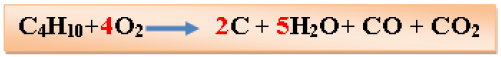 C₄H₁₀+4O₂ → 2C + 5H₂O+ CO + CO₂